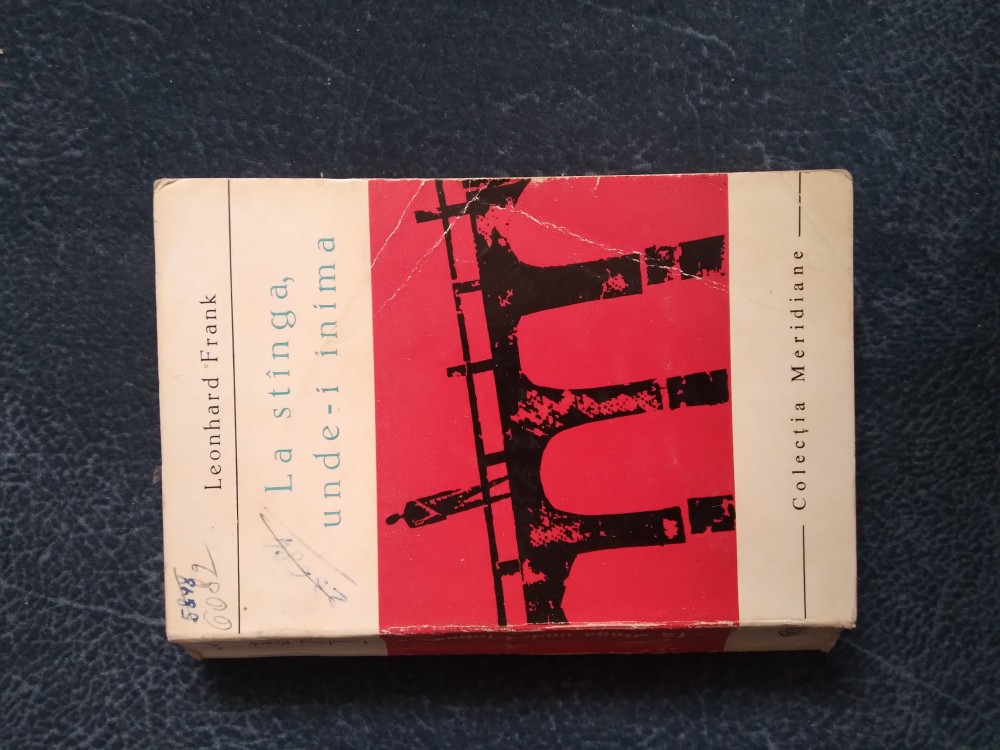 Leonhard Frank
La stînga,
unde-i inima
5898
6082
Colecția Meridiane